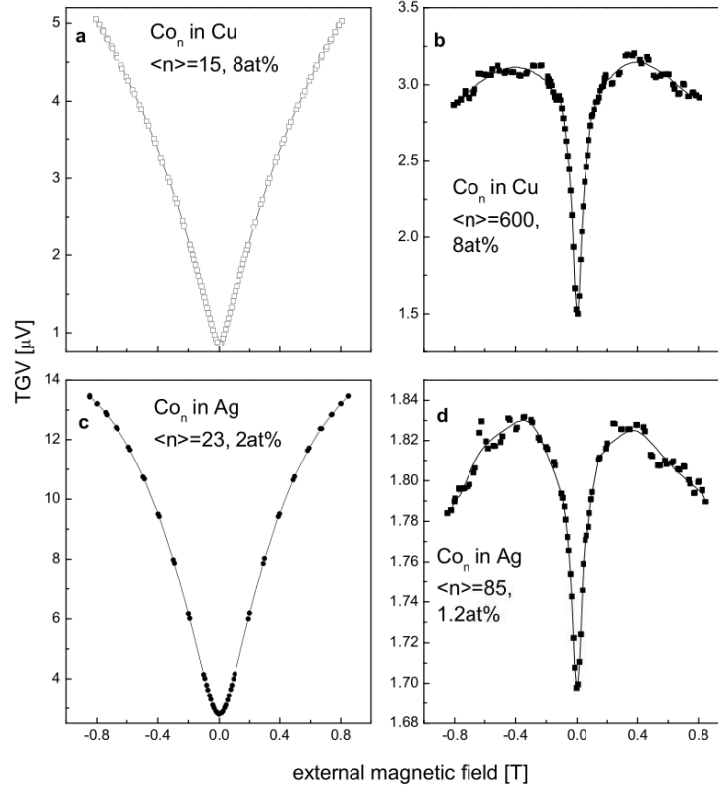 a
Co_n in Cu
<n>=15, 8at%
5
4
3
2
1
b
Co_n in Cu
<n>=600,
8at%
3.5
3.0
2.5
2.0
1.5
TGV [μV]
c
Co_n in Ag
<n>=23, 2at%
14
12
10
8
6
4
-0.8 -0.4 0.0 0.4 0.8
d
Co_n in Ag
<n>=85,
1.2at%
1.84
1.82
1.80
1.78
1.76
1.74
1.72
1.70
1.68
-0.8 -0.4 0.0 0.4 0.8
external magnetic field [T]